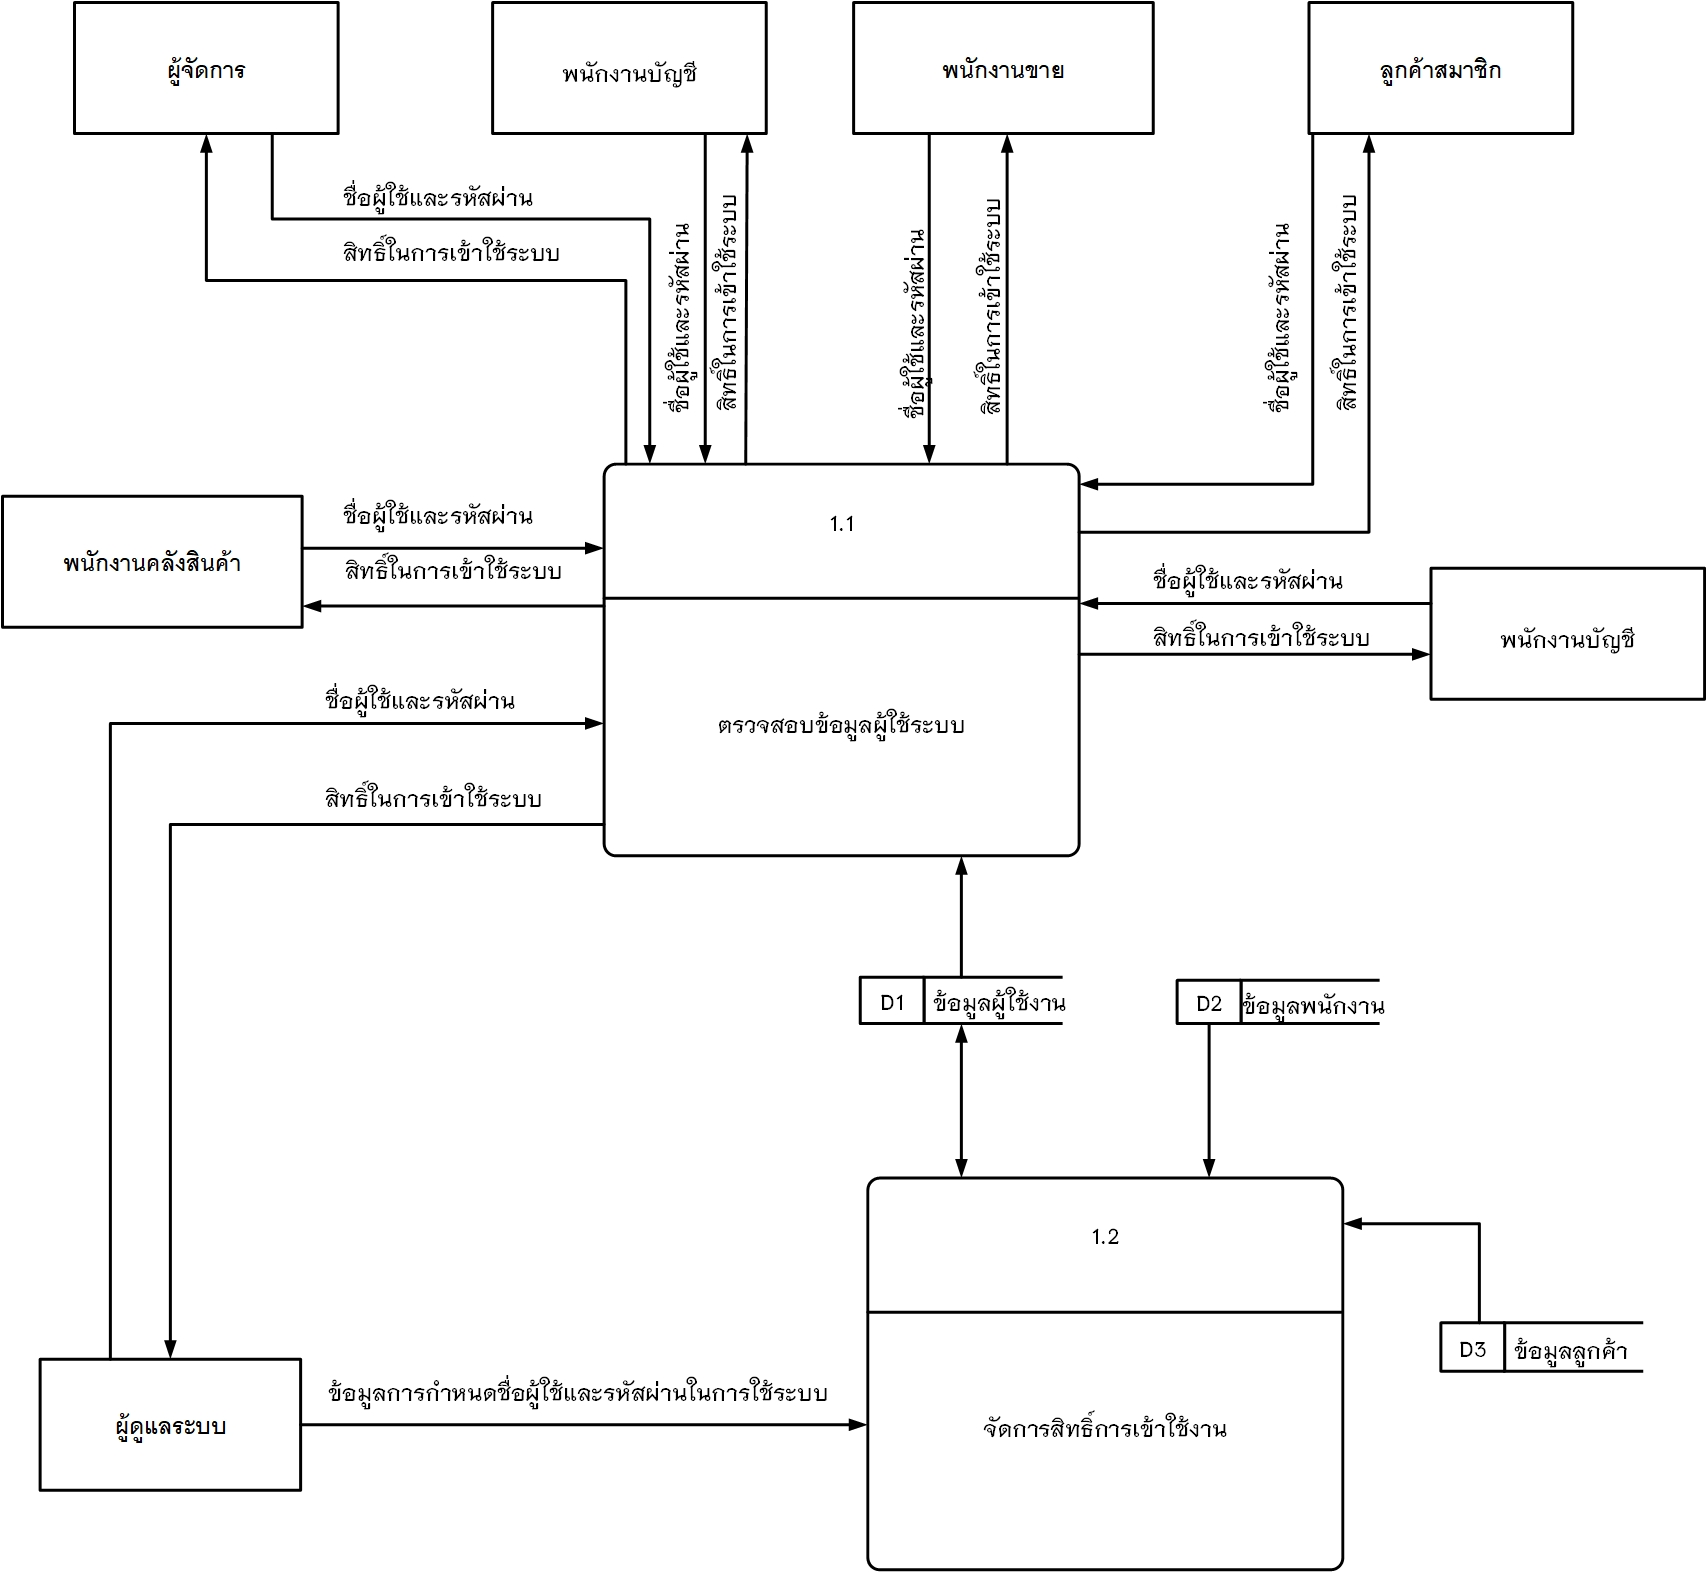 ผู้จัดการ
พนักงานบัญชี
พนักงานขาย
ลูกค้าสมาชิก
ชื่อผู้ใช้และรหัสผ่าน
สิทธิ์ในการเข้าใช้ระบบ
ชื่อผู้ใช้และรหัสผ่าน
สิทธิ์ในการเข้าใช้ระบบ
ชื่อผู้ใช้และรหัสผ่าน
สิทธิ์ในการเข้าใช้ระบบ
ชื่อผู้ใช้และรหัสผ่าน
สิทธิ์ในการเข้าใช้ระบบ
พนักงานคลังสินค้า
ชื่อผู้ใช้และรหัสผ่าน
สิทธิ์ในการเข้าใช้ระบบ
1.1
ตรวจสอบข้อมูลผู้ใช้ระบบ
ชื่อผู้ใช้และรหัสผ่าน
สิทธิ์ในการเข้าใช้ระบบ
พนักงานบัญชี
ชื่อผู้ใช้และรหัสผ่าน
สิทธิ์ในการเข้าใช้ระบบ
D1 ข้อมูลผู้ใช้งาน
D2 ข้อมูลพนักงาน
1.2
จัดการสิทธิ์การเข้าใช้งาน
D3 ข้อมูลลูกค้า
ผู้ดูแลระบบ
ข้อมูลการกำหนดชื่อผู้ใช้และรหัสผ่านในการใช้ระบบ